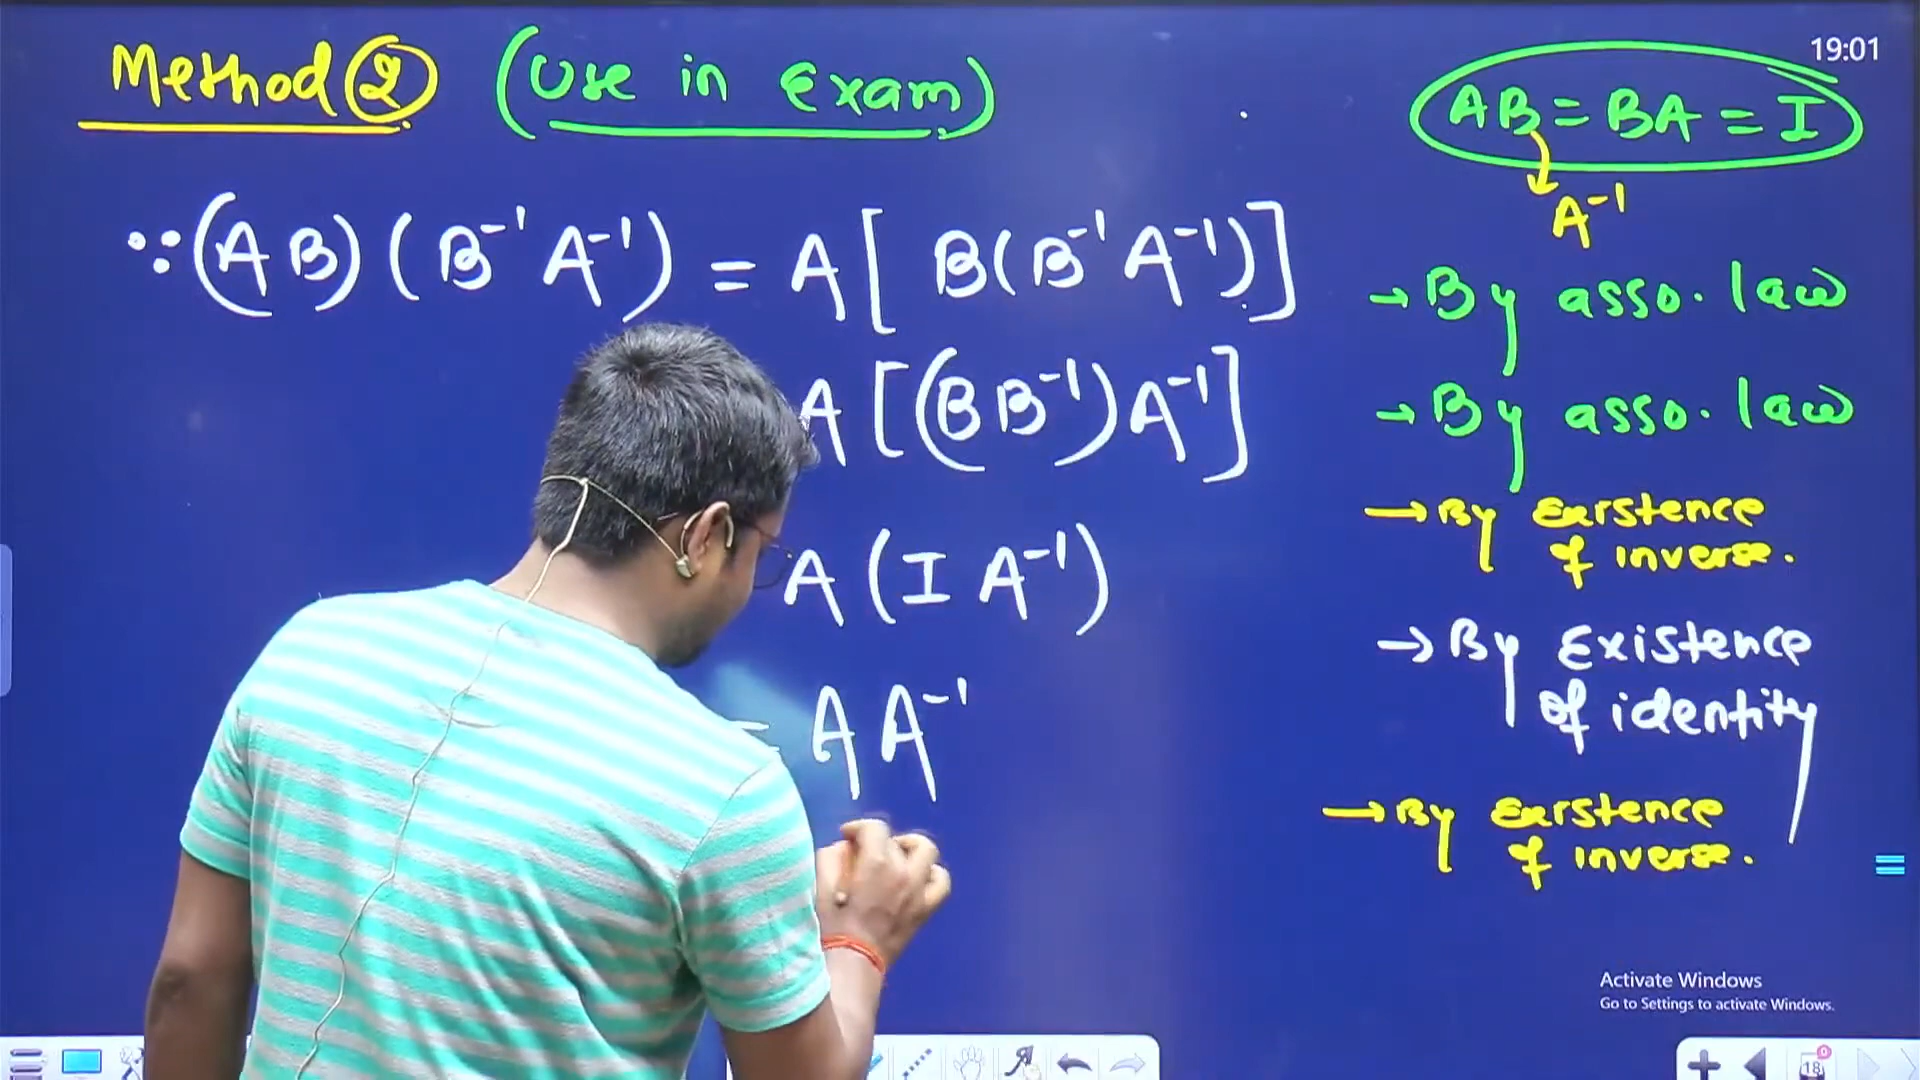 19:01
Method ② (Use in Exam)
AB = BA = I
A⁻¹
∵ (AB)(B⁻¹A⁻¹) = A[B(B⁻¹A⁻¹)] → By asso. law
A[(BB⁻¹)A⁻¹] → By asso. law
A(I A⁻¹) → By Existence
of inverse.
→ By Existence
of identity
= A A⁻¹
→ By Existence
of inverse.
Activate Windows
Go to Settings to activate Windows.
18
0